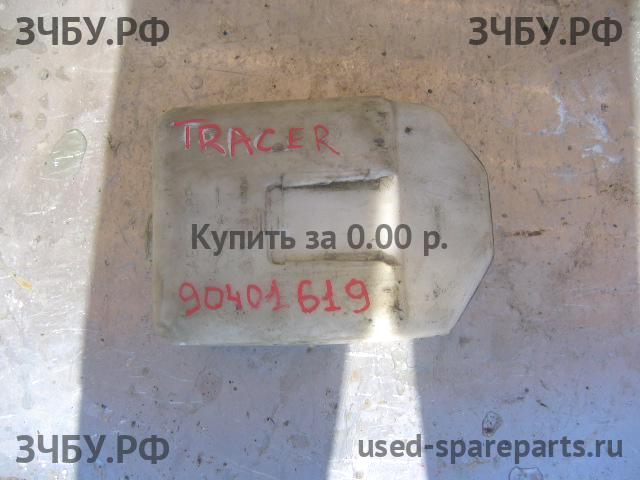 ЗЧБУ.РФ ЗЧБУ.РФ
TRACER
Купить за 0.00 р.
90401619
ЗЧБУ.РФ used-spareparts.ru